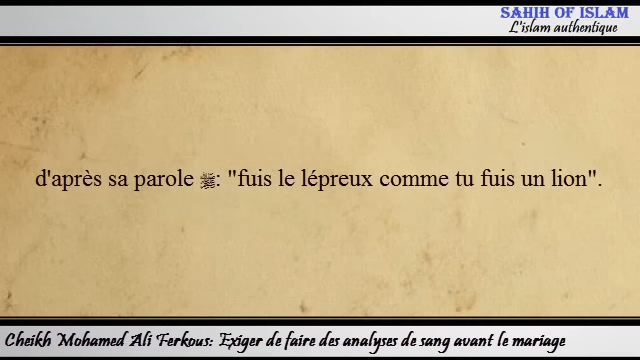 SAHIH OF ISLAM
L'islam authentique
d'après sa parole ﷺ: "fuis le lépreux comme tu fuis un lion".
Cheikh Mohamed Ali Ferkous: Exiger de faire des analyses de sang avant le mariage